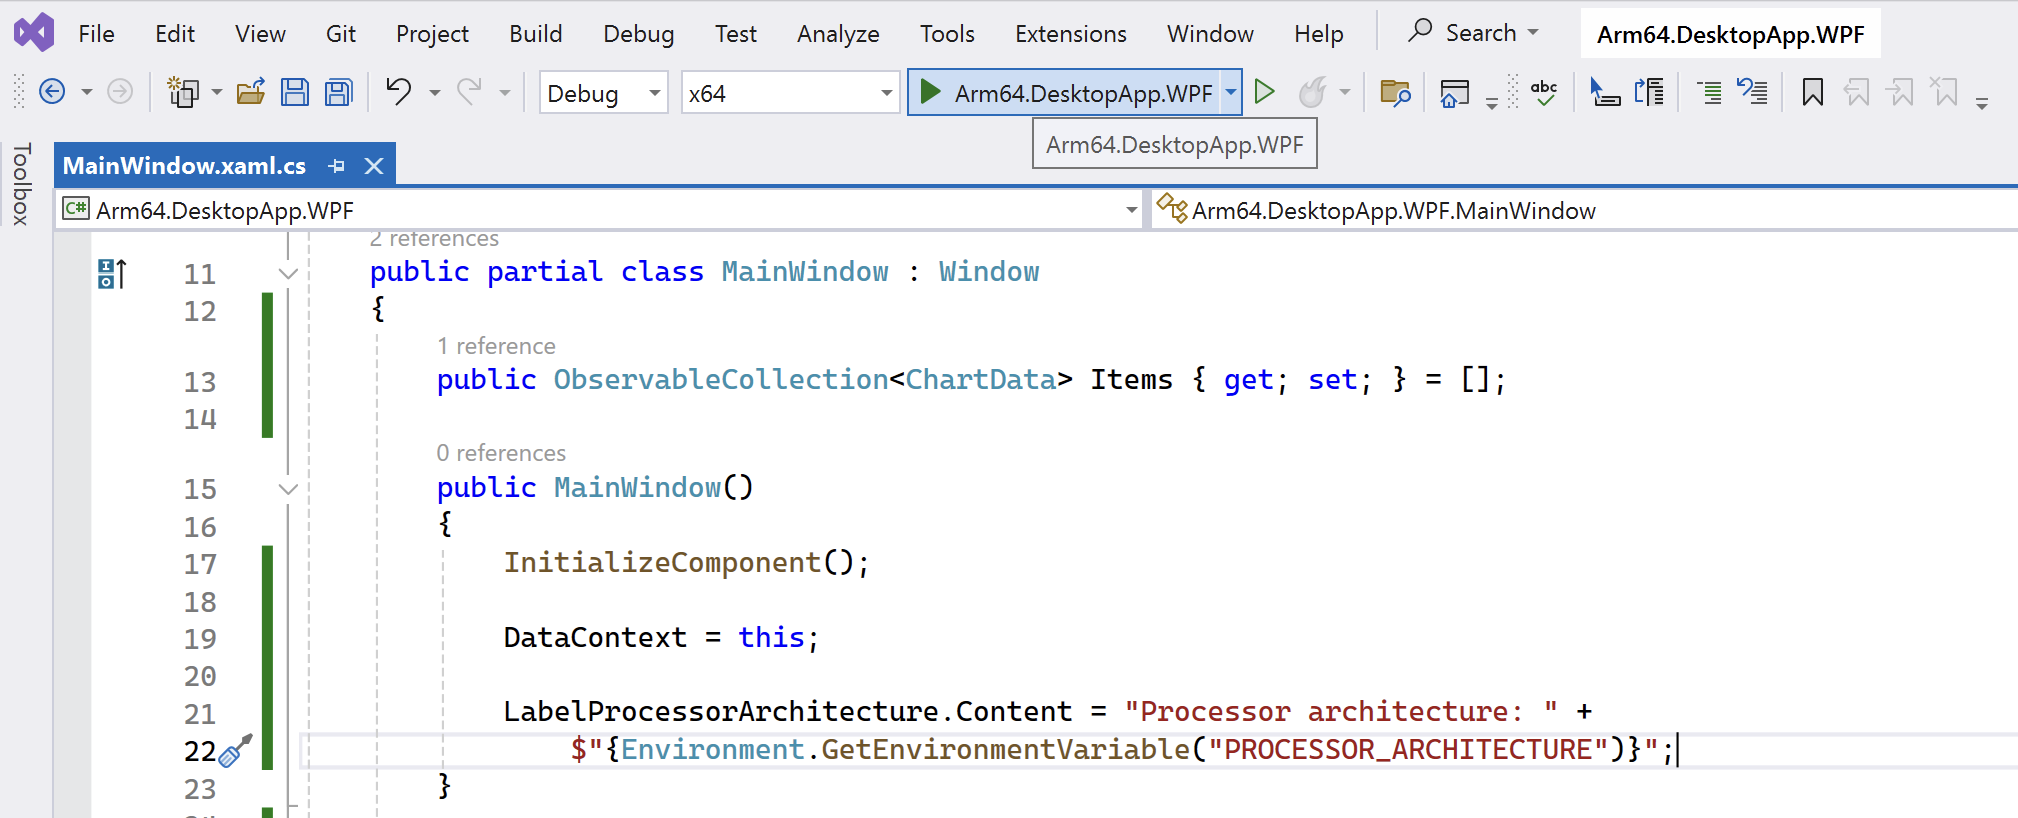 File Edit View Git Project Build Debug Test Analyze Tools Extensions Window Help Search Arm64.DesktopApp.WPF
Debug x64 Arm64.DesktopApp.WPF abc
Arm64.DesktopApp.WPF
Toolbox
MainWindow.xaml.cs
C# Arm64.DesktopApp.WPF Arm64.DesktopApp.WPF.MainWindow
2 references
11 public partial class MainWindow : Window
12 {
1 reference
13 public ObservableCollection<ChartData> Items { get; set; } = [];
14
0 references
15 public MainWindow()
16 {
17 InitializeComponent();
18
19 DataContext = this;
20
21 LabelProcessorArchitecture.Content = "Processor architecture: " +
22 $"{Environment.GetEnvironmentVariable("PROCESSOR_ARCHITECTURE")}";
23 }